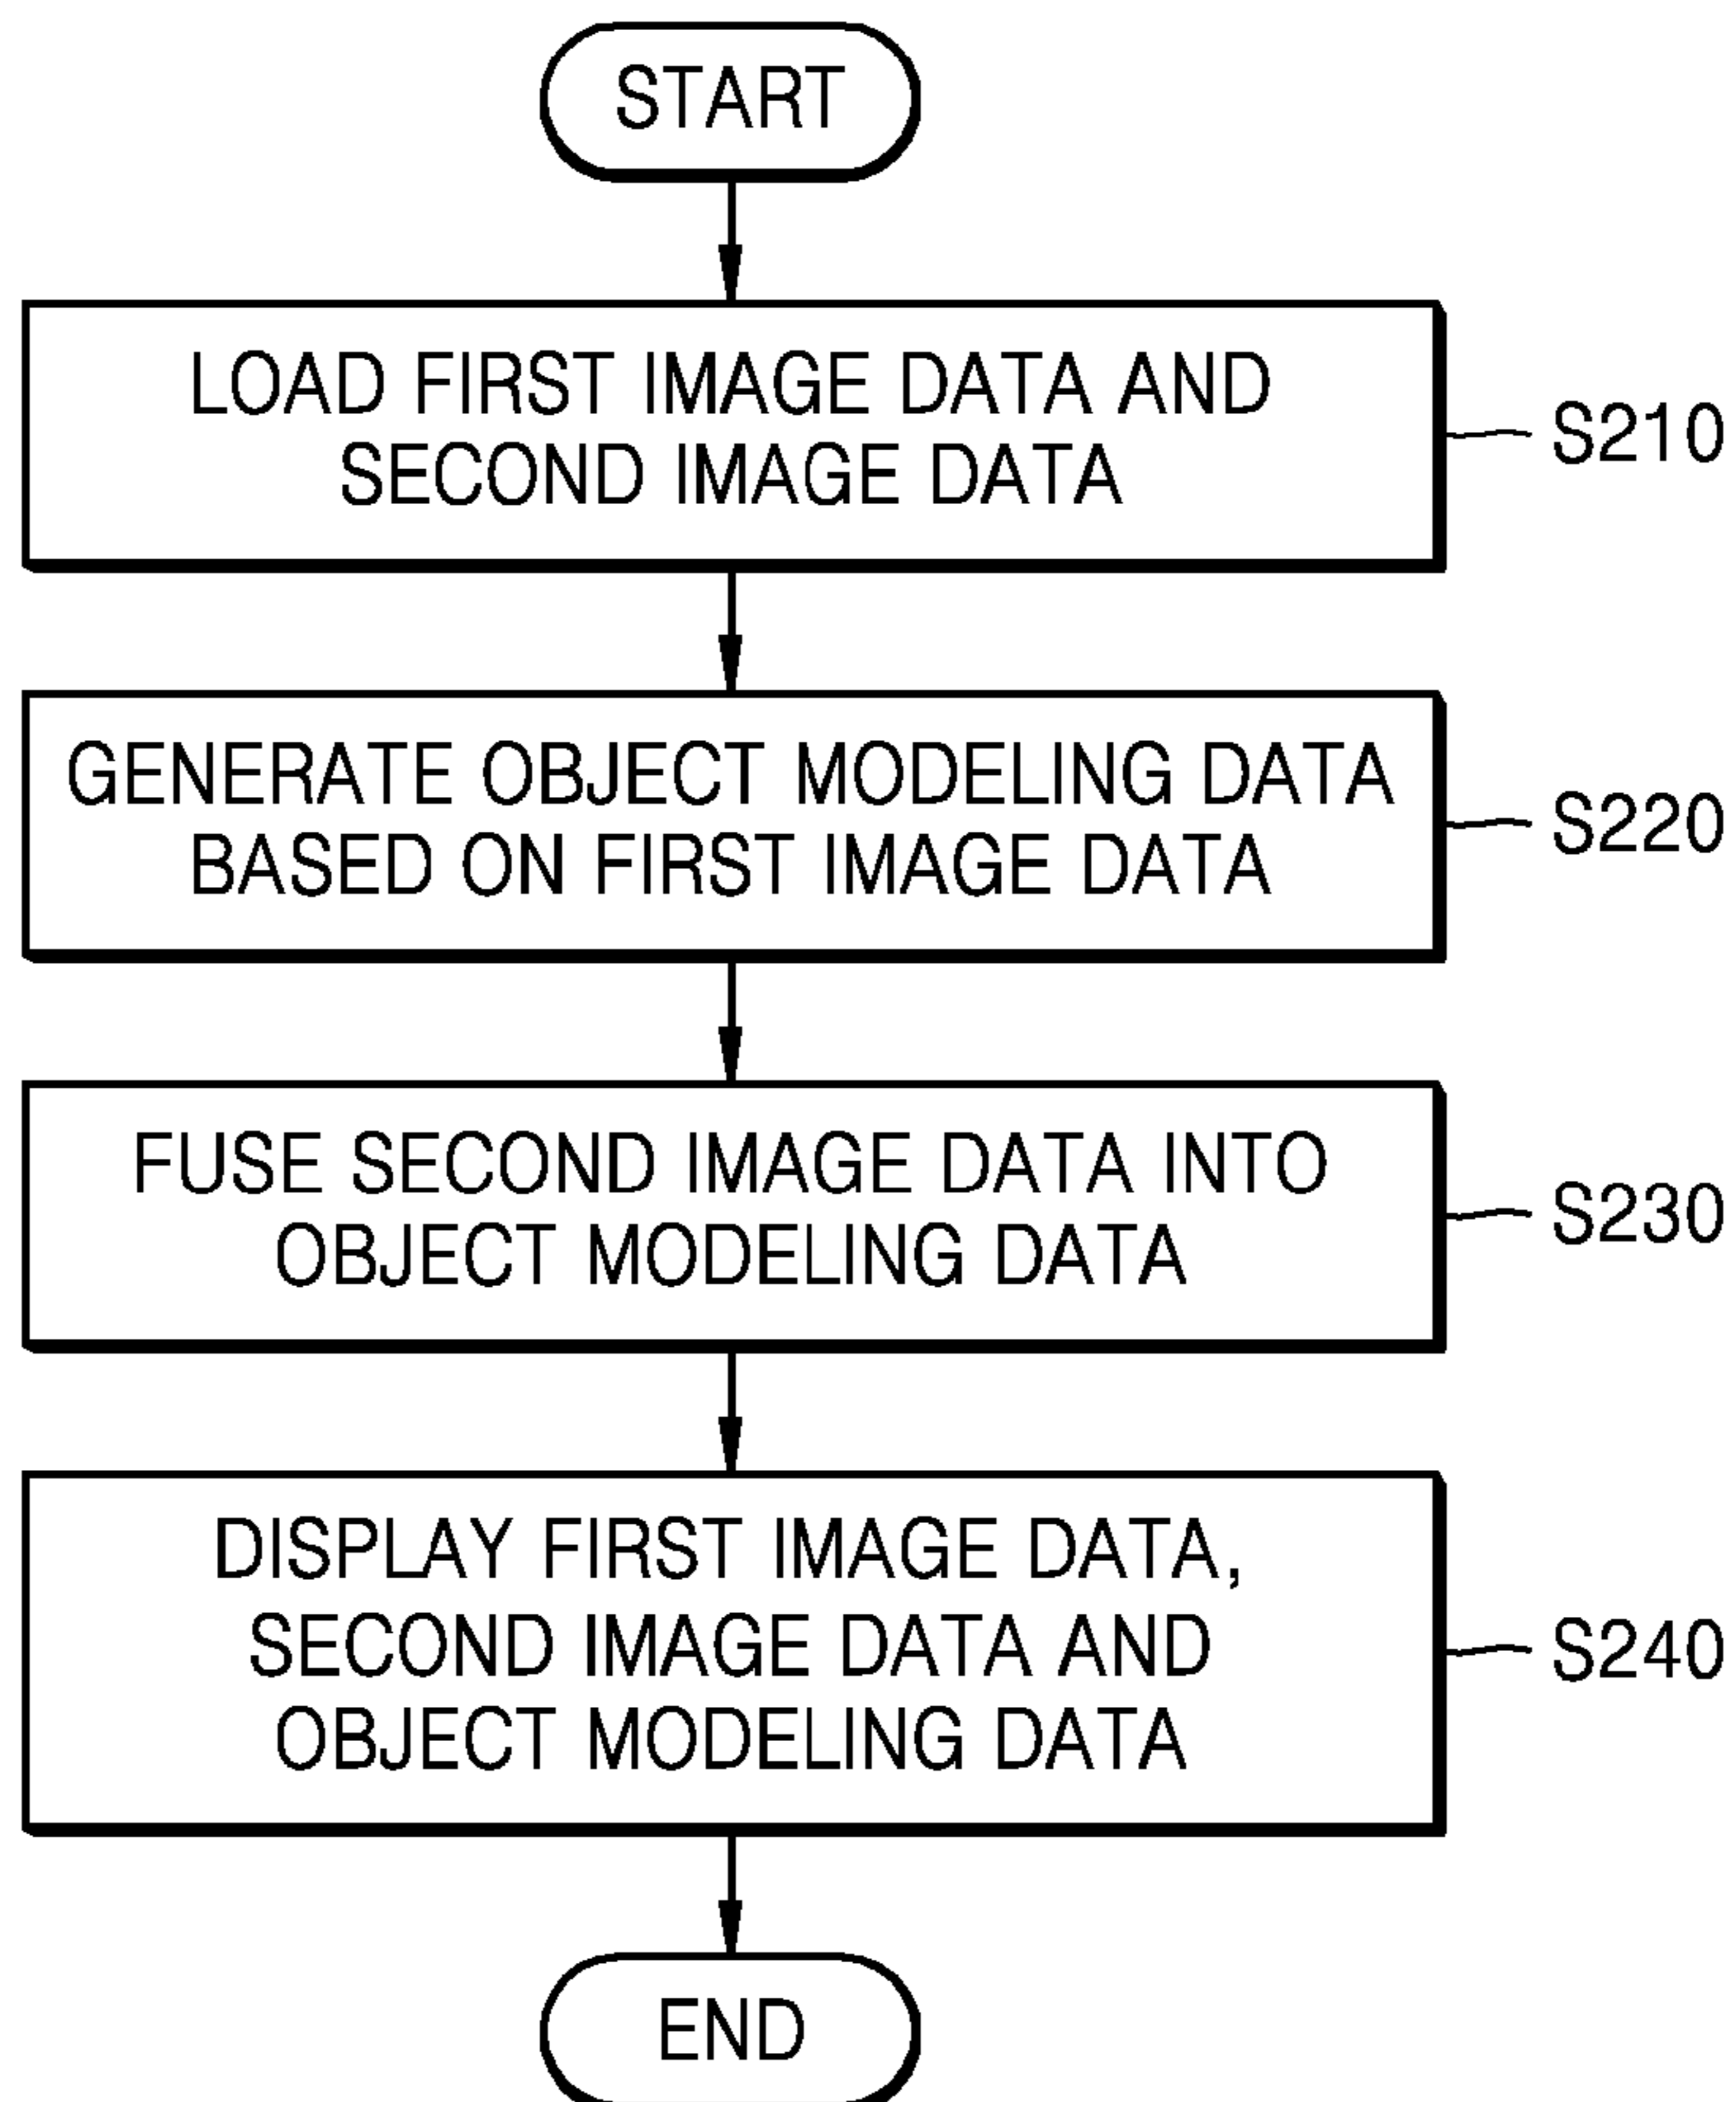 START
LOAD FIRST IMAGE DATA AND
SECOND IMAGE DATA
S210
GENERATE OBJECT MODELING DATA
BASED ON FIRST IMAGE DATA
S220
FUSE SECOND IMAGE DATA INTO
OBJECT MODELING DATA
S230
DISPLAY FIRST IMAGE DATA,
SECOND IMAGE DATA AND
OBJECT MODELING DATA
S240
END